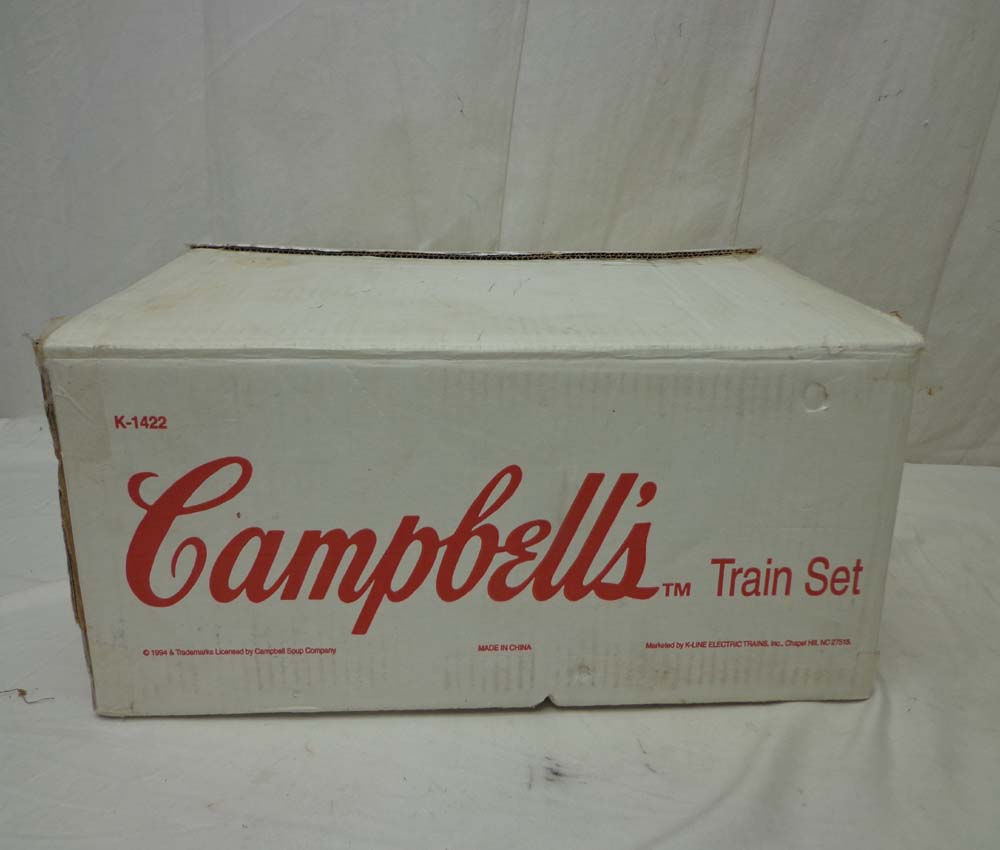 K-1422
Campbell's™ Train Set
© 1994 & Trademarks Licensed by Campbell Soup Company
MADE IN CHINA
Marketed by K-LINE ELECTRIC TRAINS, Inc., Chapel Hill, NC 27515.